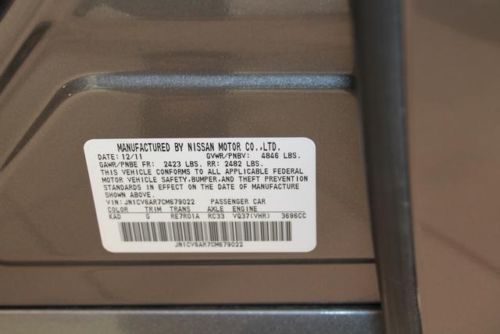 MANUFACTURED BY NISSAN MOTOR CO.,LTD.
DATE: 12/11 GVWR/PNBV: 4846 LBS.
GAWR/PNBE FR: 2423 LBS. RR: 2482 LBS.
THIS VEHICLE CONFORMS TO ALL APPLICABLE FEDERAL
MOTOR VEHICLE SAFETY,BUMPER,AND THEFT PREVENTION
STANDARDS IN EFFECT ON THE DATE OF MANUFACTURE
SHOWN ABOVE.
VIN:JN1CV6AR7CM679022 PASSENGER CAR
COLOR TRIM TRANS AXLE ENGINE
KAD G RE7R01A RC33 VQ37(VHR) 3696CC
JN1CV6AR7CM679022